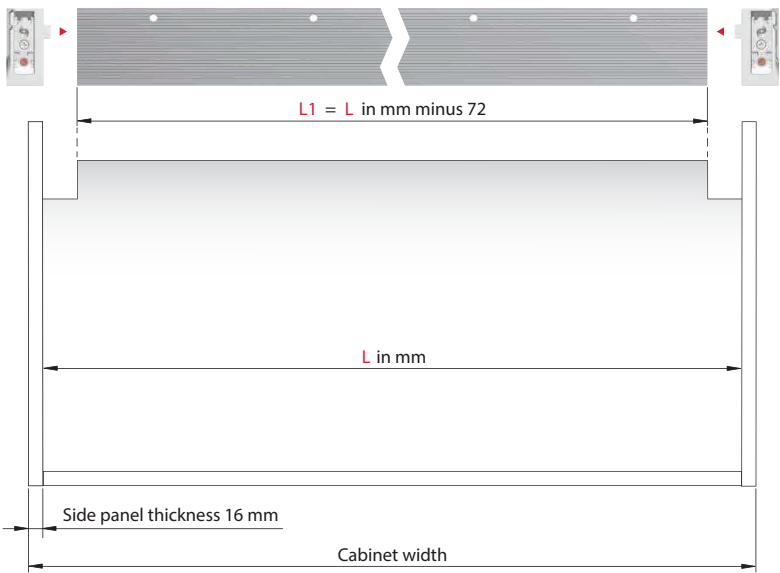 L1 = L in mm minus 72
L in mm
Side panel thickness 16 mm
Cabinet width